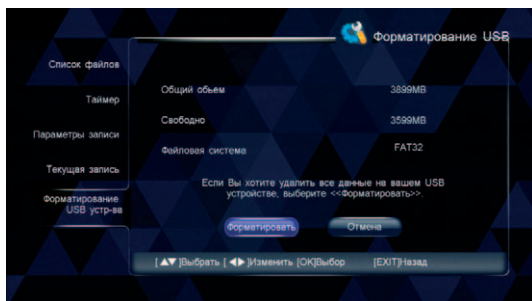 Форматирование USB
Список файлов
Таймер
Параметры записи
Текущая запись
Форматирование
USB устр-ва
Общий обьем 3899MB
Свободно 3599MB
Файловая система FAT32
Если Вы хотите удалить все данные на вашем USB
устройстве, выберите <<Форматировать>>.
Форматировать Отмена
[▲▼]Выбрать [◀▶]Изменить [OK]Выбор [EXIT]Назад